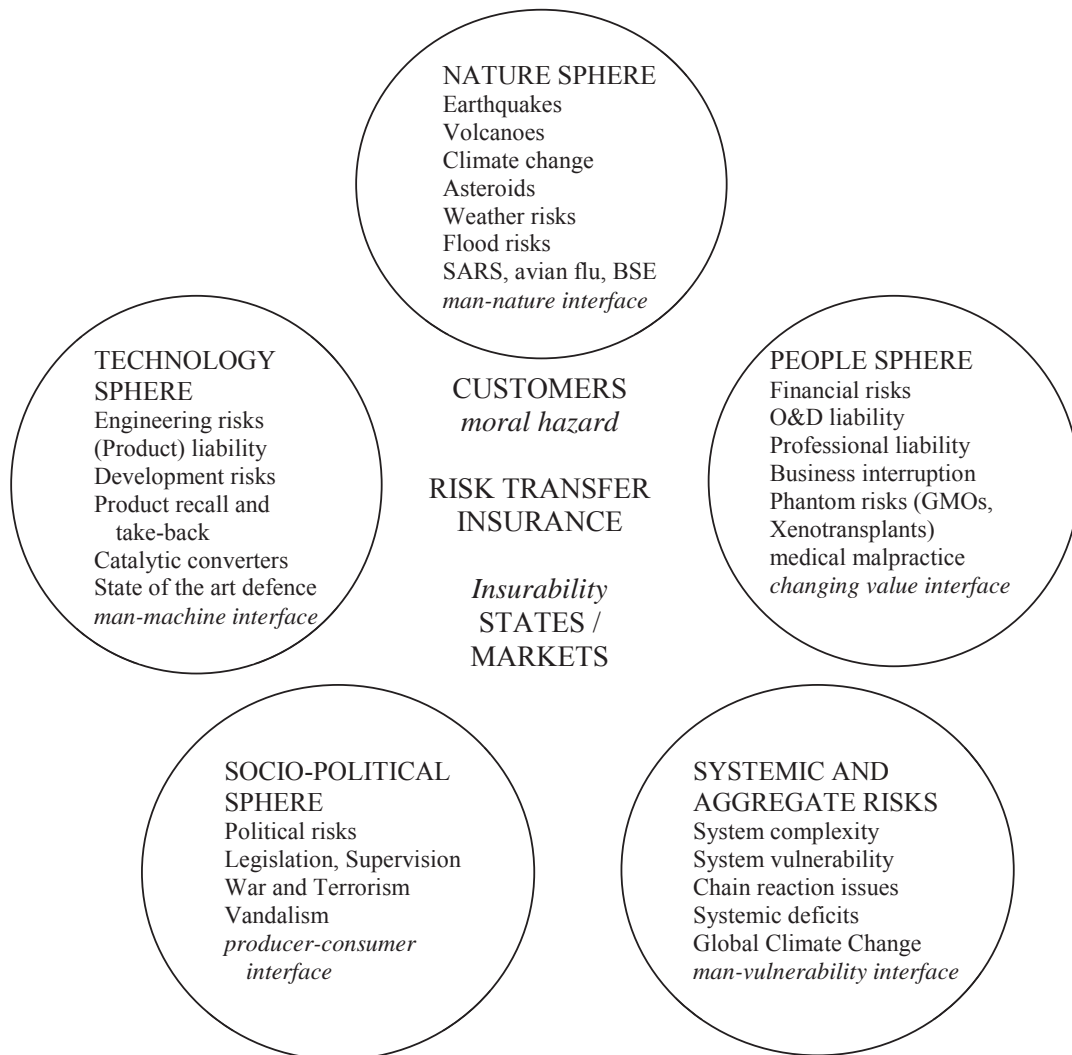 NATURE SPHERE
Earthquakes
Volcanoes
Climate change
Asteroids
Weather risks
Flood risks
SARS, avian flu, BSE
man-nature interface
TECHNOLOGY
SPHERE
Engineering risks
(Product) liability
Development risks
Product recall and
take-back
Catalytic converters
State of the art defence
man-machine interface
CUSTOMERS
moral hazard
RISK TRANSFER
INSURANCE
Insurability
STATES /
MARKETS
PEOPLE SPHERE
Financial risks
O&D liability
Professional liability
Business interruption
Phantom risks (GMOs,
Xenotransplants)
medical malpractice
changing value interface
SOCIO-POLITICAL
SPHERE
Political risks
Legislation, Supervision
War and Terrorism
Vandalism
producer-consumer
interface
SYSTEMIC AND
AGGREGATE RISKS
System complexity
System vulnerability
Chain reaction issues
Systemic deficits
Global Climate Change
man-vulnerability interface